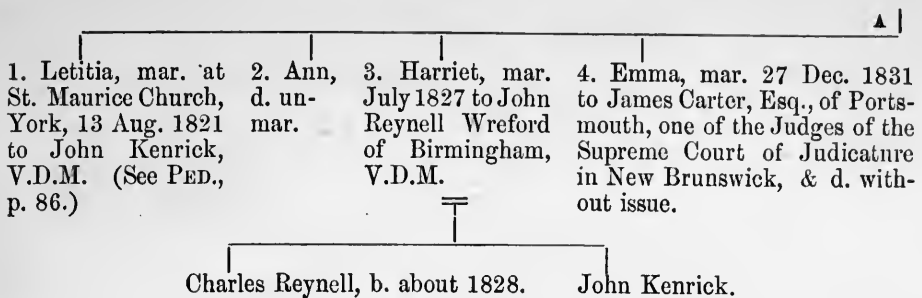 A
1. Letitia, mar. at
St. Maurice Church,
York, 13 Aug. 1821
to John Kenrick,
V.D.M. (See PED.,
p. 86.)
2. Ann,
d. un-
mar.
3. Harriet, mar.
July 1827 to John
Reynell Wreford
of Birmingham,
V.D.M.
4. Emma, mar. 27 Dec. 1831
to James Carter, Esq., of Ports-
mouth, one of the Judges of the
Supreme Court of Judicature
in New Brunswick, & d. with-
out issue.
Charles Reynell, b. about 1828.
John Kenrick.